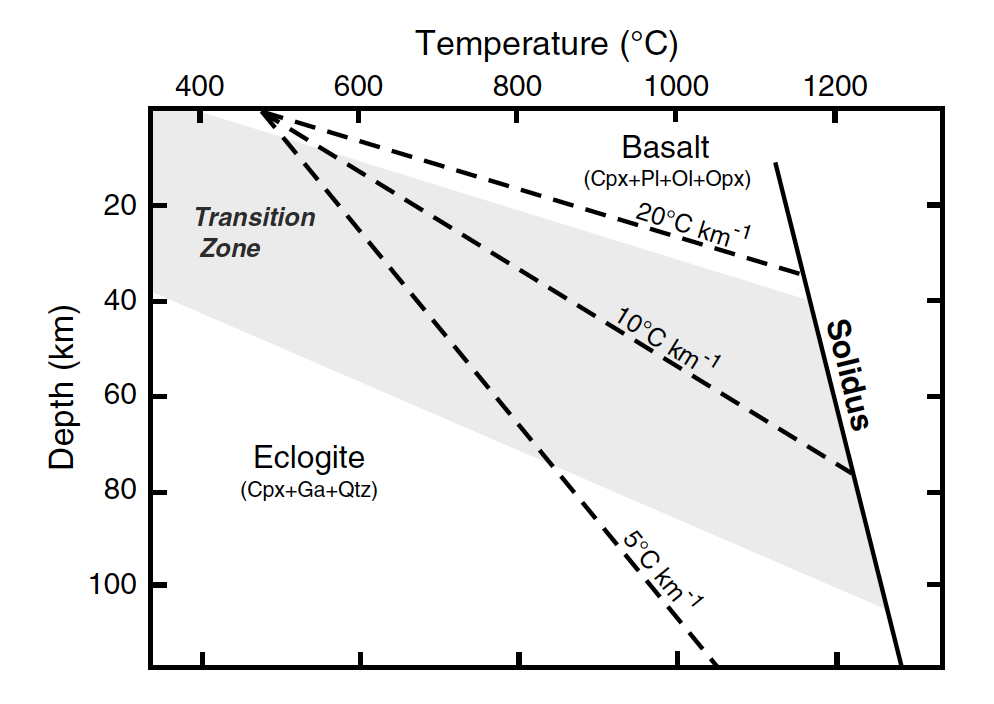 Temperature (°C)
400 600 800 1000 1200
Basalt
(Cpx+Pl+Ol+Opx)
20
Transition
Zone
20°C km⁻¹
40
10°C km⁻¹
Solidus
Depth (km)
60
Eclogite
(Cpx+Ga+Qtz)
80
5°C km⁻¹
100